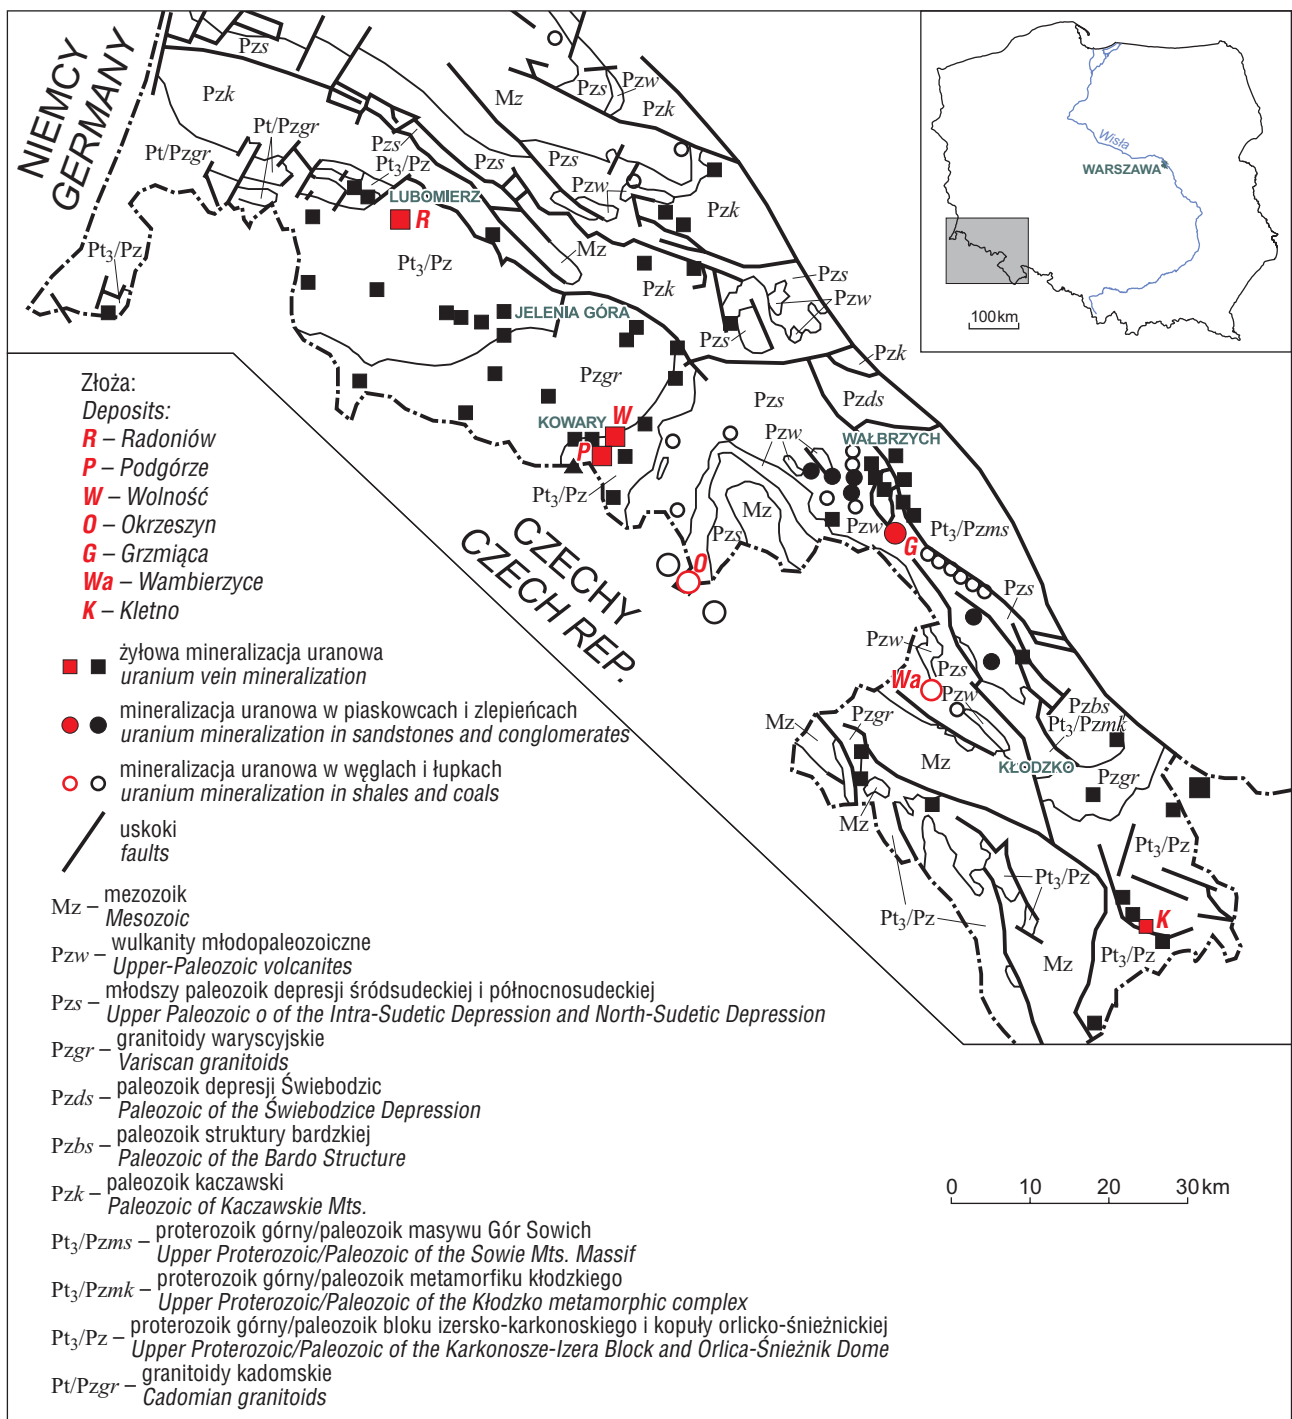 NIEMCY
GERMANY
Pzs
Pzk
Pt/Pzgr
Pt/Pzgr
Pzs
Pt3/Pz
LUBOMIERZ
R
Pt3/Pz
Pt3/Pz
Mz
Pzs
Pzw
Pzk
Pzs
Pzs
Pzw
Pzk
Mz
Pzk
Pzs
Pzw
Pzs
Pzk
JELENIA GÓRA
Pzgr
Pzs
Pzds
KOWARY
W
P
Pt3/Pz
Pzw
WAŁBRZYCH
Mz
Pzs
Pzw
Pt3/Pzms
G
O
CZECHY
CZECH REP.
Pzs
Pzw
Pzs
Wa
Pzw
Pzbs
Pt3/Pzmk
Mz
Pzgr
Mz
KŁODZKO
Pzgr
Mz
Pt3/Pz
Pt3/Pz
Pt3/Pz
K
Mz
Pt3/Pz
Wisła
WARSZAWA
100 km
Złoża:
Deposits:
R – Radoniów
P – Podgórze
W – Wolność
O – Okrzeszyn
G – Grzmiąca
Wa – Wambierzyce
K – Kletno
żyłowa mineralizacja uranowa
uranium vein mineralization
mineralizacja uranowa w piaskowcach i zlepieńcach
uranium mineralization in sandstones and conglomerates
mineralizacja uranowa w węglach i łupkach
uranium mineralization in shales and coals
uskoki
faults
Mz – mezozoik
Mesozoic
Pzw – wulkanity młodopaleozoiczne
Upper-Paleozoic volcanites
Pzs – młodszy paleozoik depresji śródsudeckiej i północnosudeckiej
Upper Paleozoic o of the Intra-Sudetic Depression and North-Sudetic Depression
Pzgr – granitoidy waryscyjskie
Variscan granitoids
Pzds – paleozoik depresji Świebodzic
Paleozoic of the Świebodzice Depression
Pzbs – paleozoik struktury bardzkiej
Paleozoic of the Bardo Structure
Pzk – paleozoik kaczawski
Paleozoic of Kaczawskie Mts.
Pt3/Pzms – proterozoik górny/paleozoik masywu Gór Sowich
Upper Proterozoic/Paleozoic of the Sowie Mts. Massif
Pt3/Pzmk – proterozoik górny/paleozoik metamorfiku kłodzkiego
Upper Proterozoic/Paleozoic of the Kłodzko metamorphic complex
Pt3/Pz – proterozoik górny/paleozoik bloku izersko-karkonoskiego i kopuły orlicko-śnieżnickiej
Upper Proterozoic/Paleozoic of the Karkonosze-Izera Block and Orlica-Śnieżnik Dome
Pt/Pzgr – granitoidy kadomskie
Cadomian granitoids
0 10 20 30 km